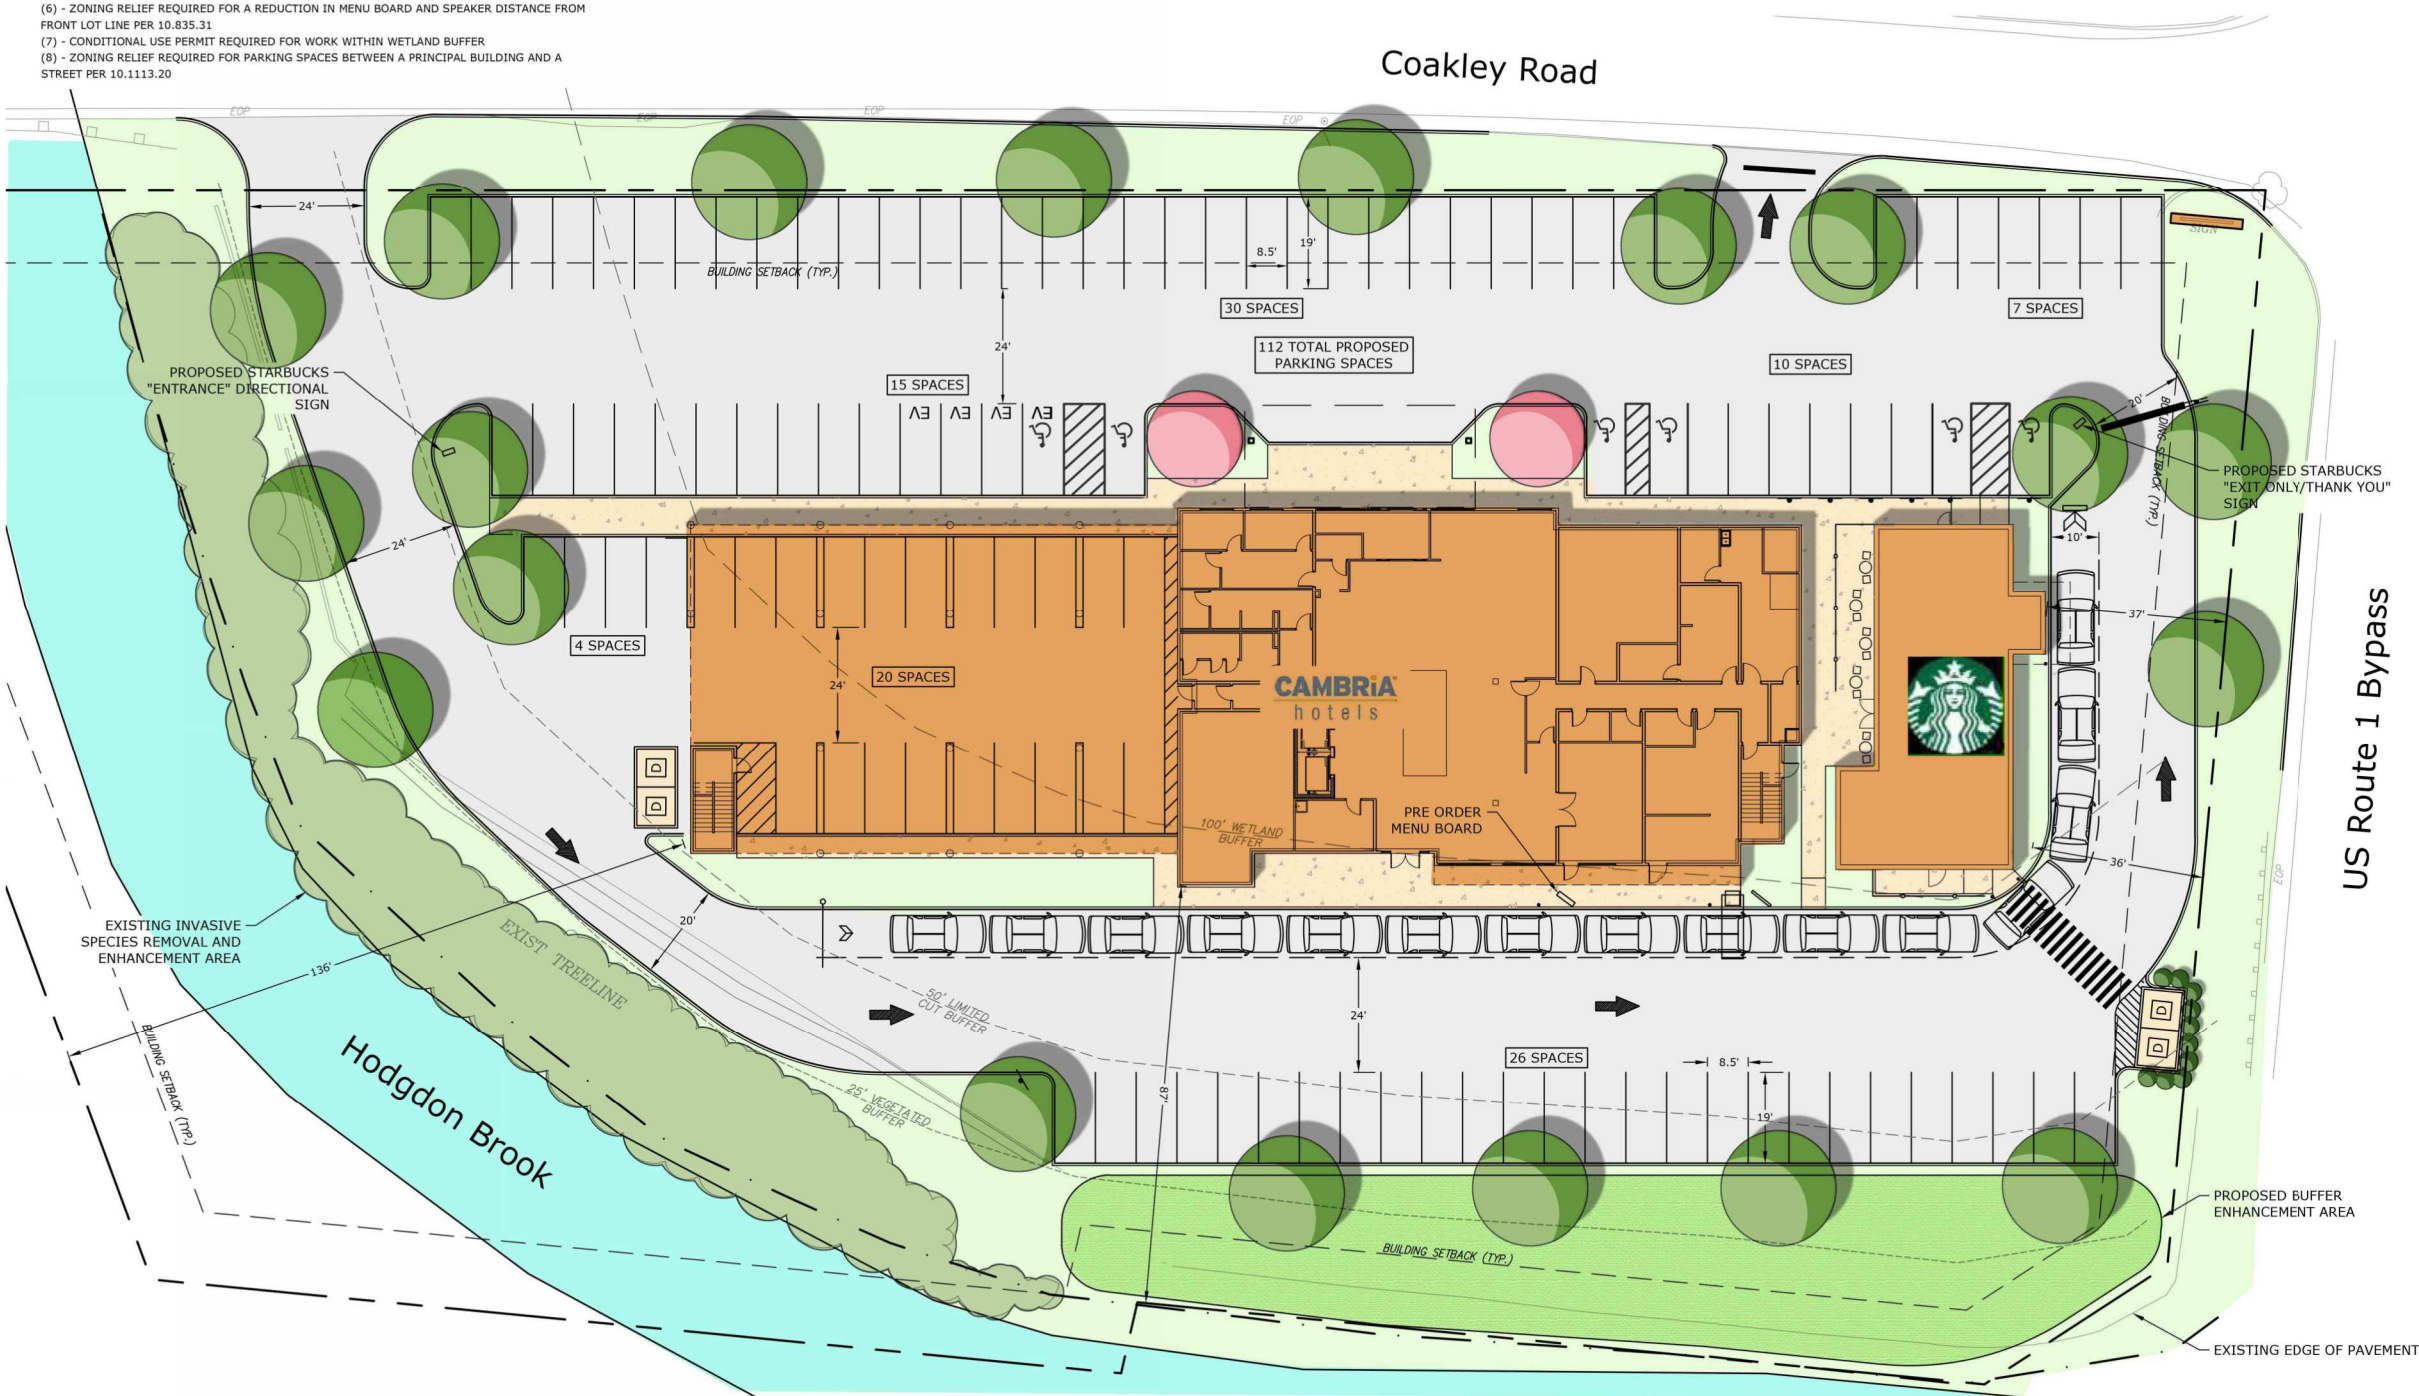 (6) - ZONING RELIEF REQUIRED FOR A REDUCTION IN MENU BOARD AND SPEAKER DISTANCE FROM
FRONT LOT LINE PER 10.835.31
(7) - CONDITIONAL USE PERMIT REQUIRED FOR WORK WITHIN WETLAND BUFFER
(8) - ZONING RELIEF REQUIRED FOR PARKING SPACES BETWEEN A PRINCIPAL BUILDING AND A
STREET PER 10.1113.20
Coakley Road
EOP
EOP
EOP
EOP
24'
SIGN
8.5'
19'
BUILDING SETBACK (TYP.)
30 SPACES
7 SPACES
24'
112 TOTAL PROPOSED
PARKING SPACES
10 SPACES
15 SPACES
PROPOSED STARBUCKS
"ENTRANCE" DIRECTIONAL
SIGN
EV
EV
EV
EV
20'
BUILDING SETBACK (TYP.)
PROPOSED STARBUCKS
"EXIT ONLY/THANK YOU"
SIGN
24'
10'
37'
4 SPACES
20 SPACES
24'
CAMBRiA
hotels
US Route 1 Bypass
D
D
PRE ORDER
MENU BOARD
100' WETLAND
BUFFER
36'
EOP
EXISTING INVASIVE
SPECIES REMOVAL AND
ENHANCEMENT AREA
20'
136'
EXIST TREELINE
50' LIMITED
CUT BUFFER
24'
26 SPACES
8.5'
19'
D
D
BUILDING SETBACK (TYP.)
Hodgdon Brook
25' VEGETATED
BUFFER
87'
PROPOSED BUFFER
ENHANCEMENT AREA
BUILDING SETBACK (TYP.)
EXISTING EDGE OF PAVEMENT